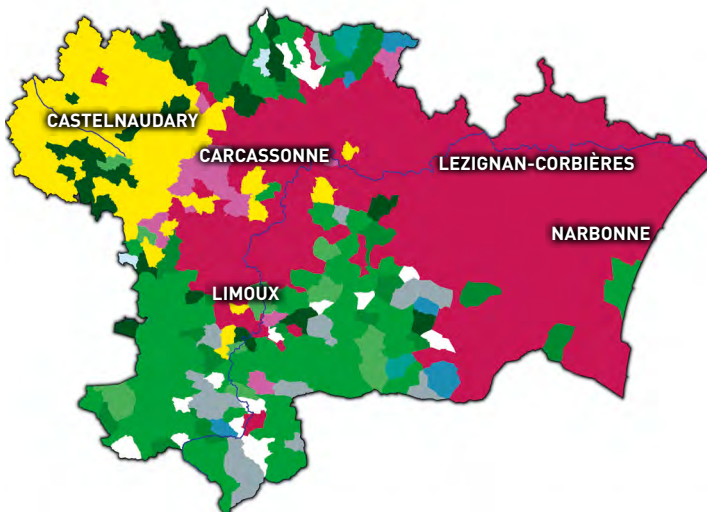 CASTELNAUDARY
CARCASSONNE
LEZIGNAN-CORBIÈRES
NARBONNE
LIMOUX